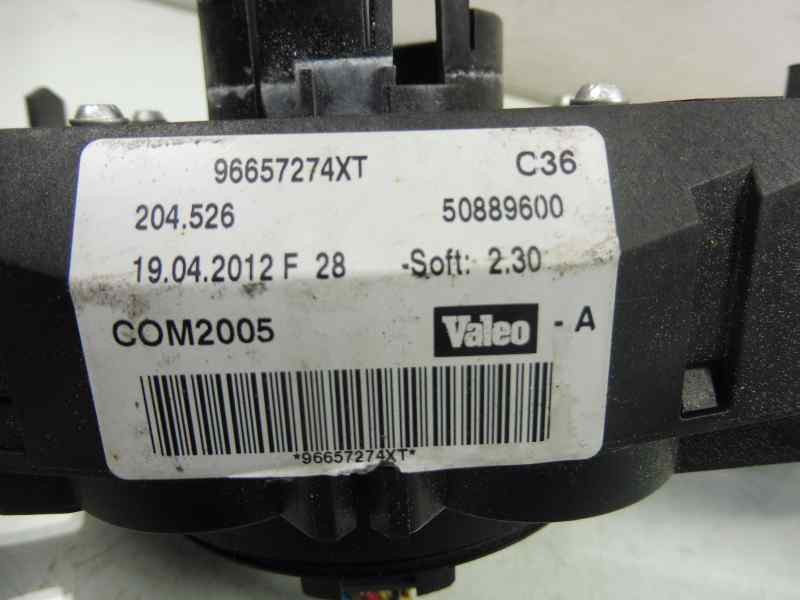 96657274XT C36
204.526 50889600
19.04.2012 F 28 -Soft: 2.30
COM2005 Valeo - A
*96657274XT*